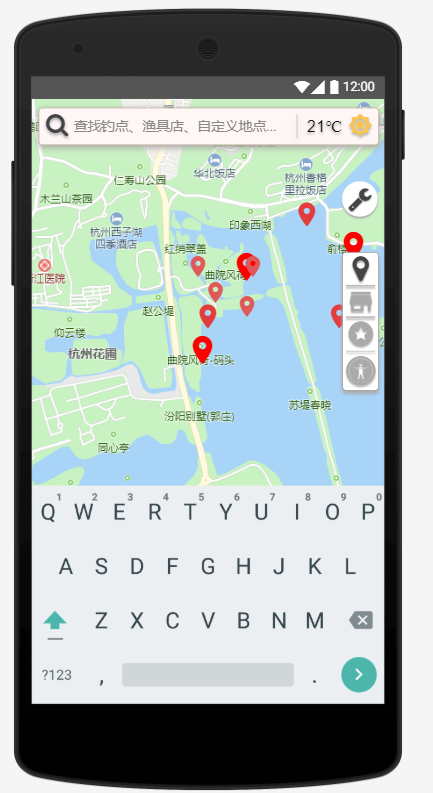 12:00
查找钓点、渔具店、自定义地点...
21℃
仁寿山公园
华北饭店
杭州香格
里拉饭店
木兰山茶园
杭州西子湖
四季酒店
印象西湖
红绡翠盖
俞楼
曲院风荷
江医院
赵公堤
仰云楼
杭州花圃
曲院风荷-码头
苏堤春晓
汾阳别墅(郭庄)
同心亭
1 2 3 4 5 6 7 8 9 0
Q W E R T Y U I O P
A S D F G H J K L
Z X C V B N M
?123 , .